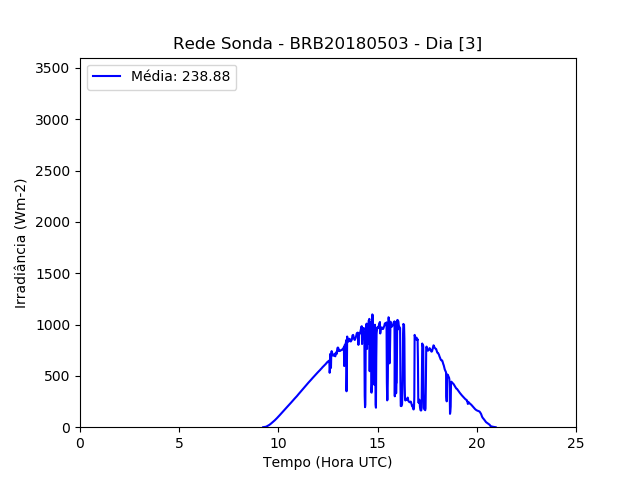 Rede Sonda - BRB20180503 - Dia [3]
Média: 238.88
3500
3000
2500
2000
1500
1000
500
0
Irradiância (Wm-2)
0 5 10 15 20 25
Tempo (Hora UTC)